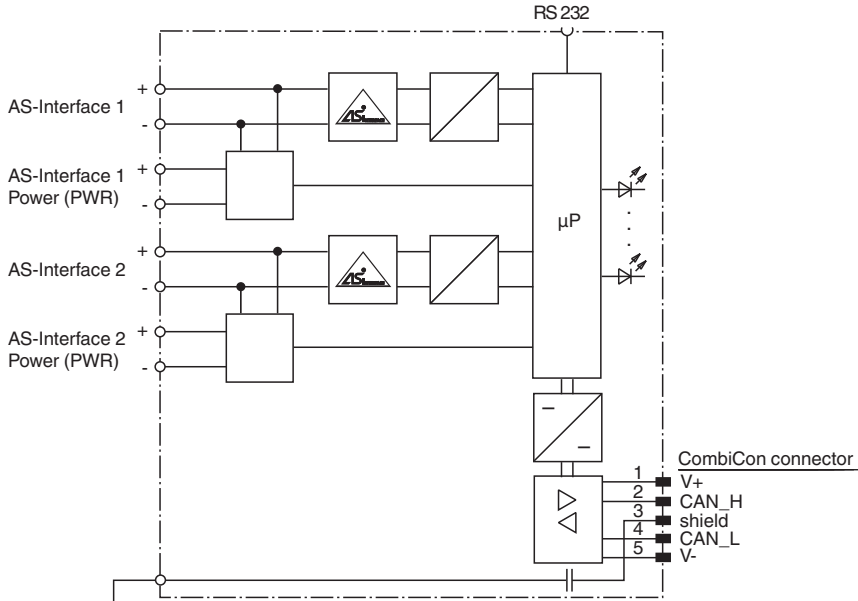 RS 232
AS-Interface 1
+
-
AS-Interface 1
Power (PWR)
+
-
AS-Interface 2
+
-
AS-Interface 2
Power (PWR)
+
-
µP
CombiCon connector
1 V+
2 CAN_H
3 shield
4 CAN_L
5 V-